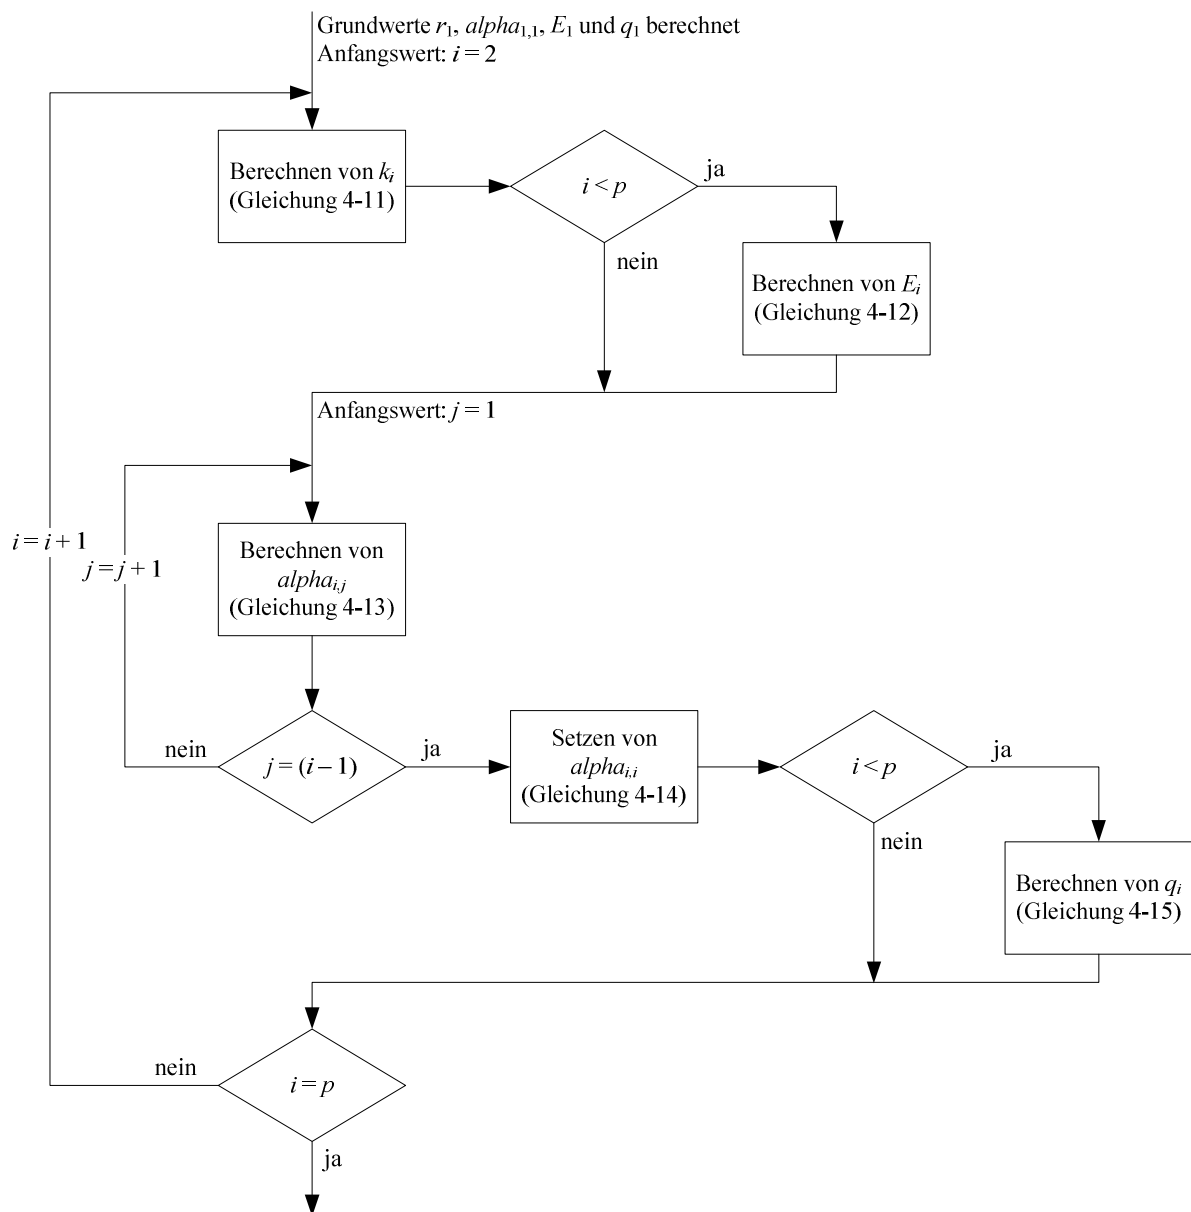 Grundwerte r₁, alpha₁,₁, E₁ und q₁ berechnet
Anfangswert: i = 2
Berechnen von kᵢ
(Gleichung 4-11)
i < p
ja
nein
Berechnen von Eᵢ
(Gleichung 4-12)
Anfangswert: j = 1
i = i + 1
j = j + 1
Berechnen von
alphaᵢ,ⱼ
(Gleichung 4-13)
nein
j = (i – 1)
ja
Setzen von
alphaᵢ,ᵢ
(Gleichung 4-14)
i < p
ja
nein
Berechnen von qᵢ
(Gleichung 4-15)
nein
i = p
ja